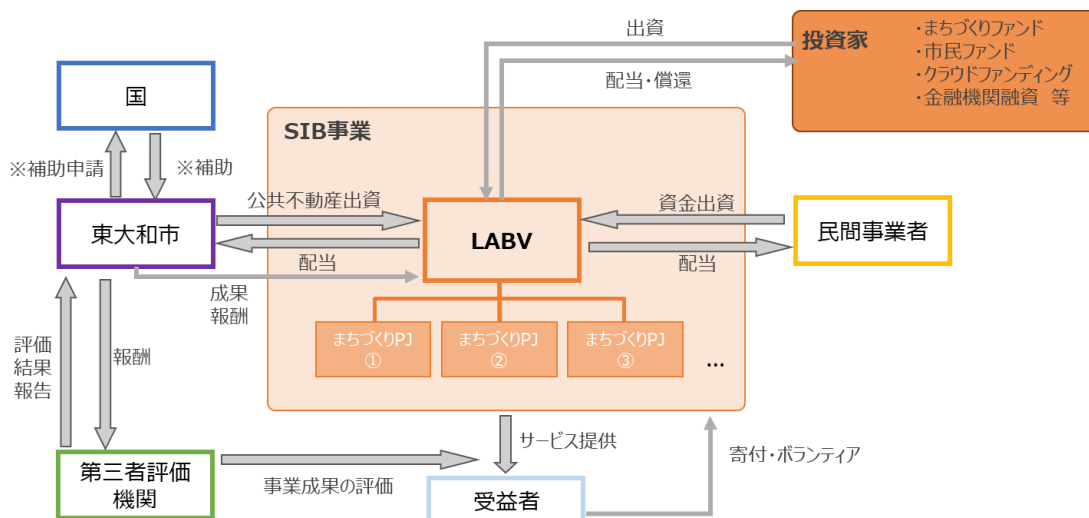 出資
投資家
・まちづくりファンド
・市民ファンド
・クラウドファンディング
・金融機関融資 等
配当・償還
国
SIB事業
※補助申請
※補助
公共不動産出資
資金出資
東大和市
LABV
民間事業者
配当
配当
成果
報酬
まちづくりPJ
①
まちづくりPJ
②
まちづくりPJ
③
…
評価
結果
報告
報酬
サービス提供
寄付・ボランティア
第三者評価
機関
事業成果の評価
受益者